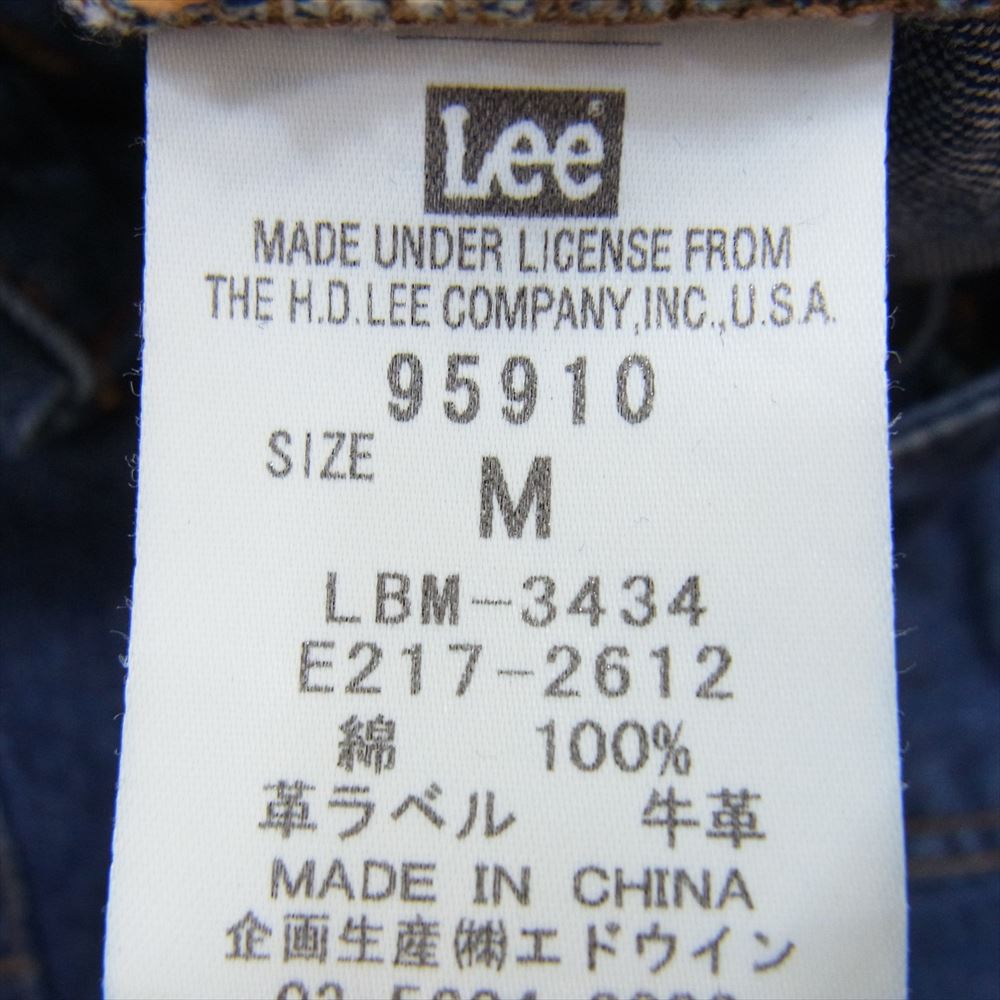 Lee®
MADE UNDER LICENSE FROM
THE H.D.LEE COMPANY,INC.,U.S.A.
95910
SIZE M
LBM-3434
E217-2612
綿 100%
革ラベル 牛革
MADE IN CHINA
企画生産㈱エドウイン